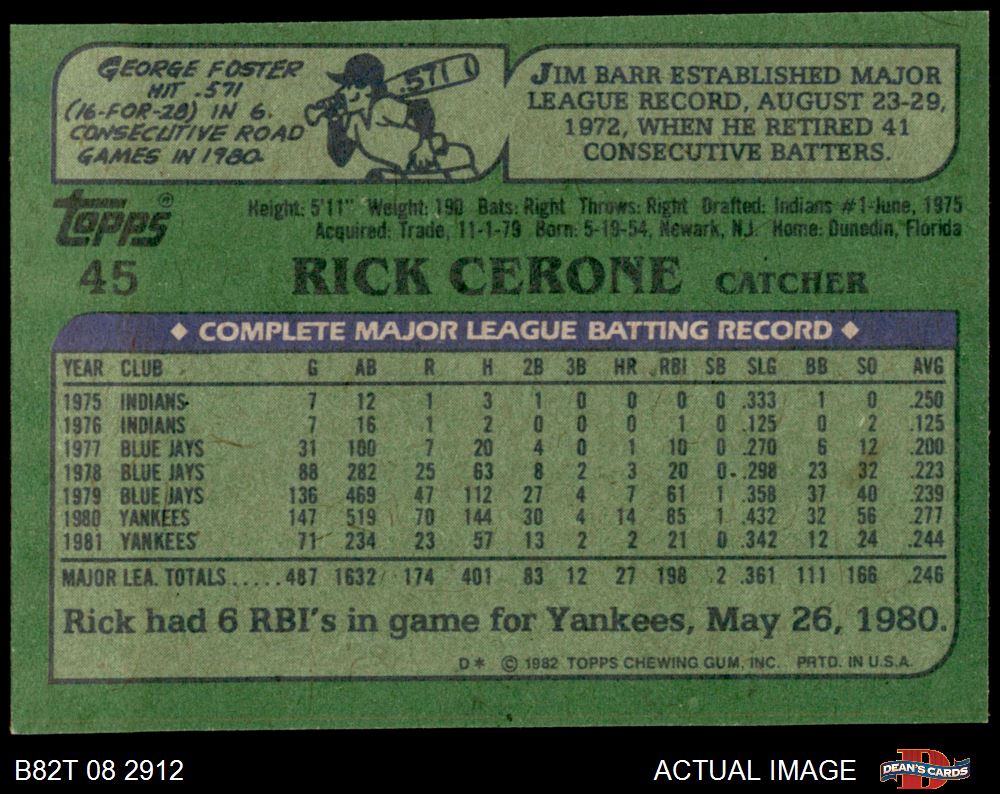 GEORGE FOSTER
HIT .571
(16-FOR-28) IN 6
CONSECUTIVE ROAD
GAMES IN 1980.
.571
JIM BARR ESTABLISHED MAJOR
LEAGUE RECORD, AUGUST 23-29,
1972, WHEN HE RETIRED 41
CONSECUTIVE BATTERS.
Topps®
Height: 5'11" Weight: 190 Bats: Right Throws: Right Drafted: Indians #1-June, 1975
Acquired: Trade, 11-1-79 Born: 5-19-54, Newark, N.J. Home: Dunedin, Florida
45 RICK CERONE CATCHER
◆ COMPLETE MAJOR LEAGUE BATTING RECORD ◆
YEAR CLUB G AB R H 2B 3B HR RBI SB SLG BB SO AVG
1975 INDIANS 7 12 1 3 1 0 0 0 0 .333 1 0 .250
1976 INDIANS 7 16 1 2 0 0 0 1 0 .125 0 2 .125
1977 BLUE JAYS 31 100 7 20 4 0 1 10 0 .270 6 12 .200
1978 BLUE JAYS 88 282 25 63 8 2 3 20 0 .298 23 32 .223
1979 BLUE JAYS 136 469 47 112 27 4 7 61 1 .358 37 40 .239
1980 YANKEES 147 519 70 144 30 4 14 85 1 .432 32 56 .277
1981 YANKEES 71 234 23 57 13 2 2 21 0 .342 12 24 .244
MAJOR LEA. TOTALS.....487 1632 174 401 83 12 27 198 2 .361 111 166 .246
Rick had 6 RBI's in game for Yankees, May 26, 1980.
D* © 1982 TOPPS CHEWING GUM, INC. PRTD. IN U.S.A.
B82T 08 2912 ACTUAL IMAGE D DEAN'S CARDS